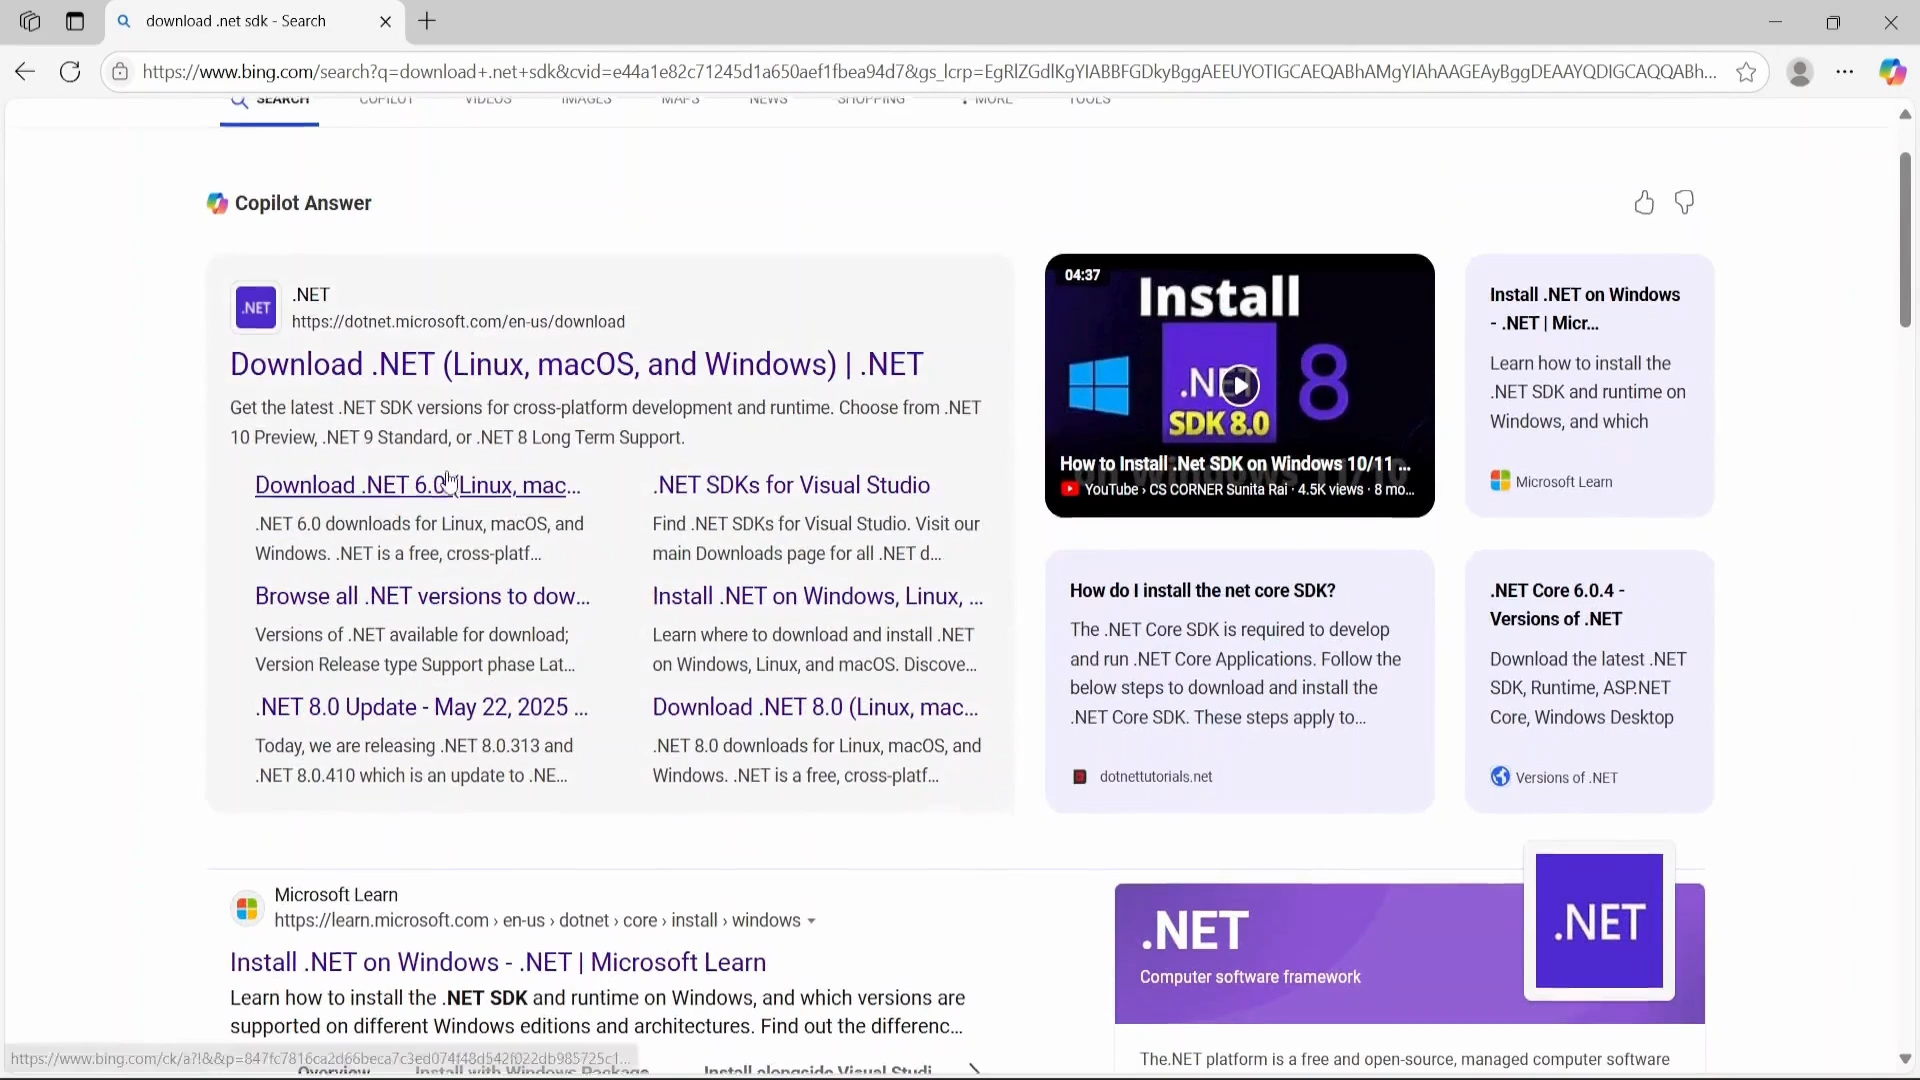 download .net sdk - Search
https://www.bing.com/search?q=download+.net+sdk&cvid=e44a1e82c71245d1a650aef1fbea94d7&gs_lcrp=EgRlZGdlKgYIABBFGDkyBggAEEUYOTIGCAEQABhAMgYIAhAAGEAyBggDEAAYQDIGCAQQABh...
SEARCH COPILOT VIDEOS IMAGES MAPS NEWS SHOPPING MORE TOOLS
Copilot Answer
.NET
.NET
https://dotnet.microsoft.com/en-us/download
Download .NET (Linux, macOS, and Windows) | .NET
Get the latest .NET SDK versions for cross-platform development and runtime. Choose from .NET
10 Preview, .NET 9 Standard, or .NET 8 Long Term Support.
Download .NET 6.0 (Linux, mac...
.NET 6.0 downloads for Linux, macOS, and
Windows. .NET is a free, cross-platf...
.NET SDKs for Visual Studio
Find .NET SDKs for Visual Studio. Visit our
main Downloads page for all .NET d...
Browse all .NET versions to dow...
Versions of .NET available for download;
Version Release type Support phase Lat...
Install .NET on Windows, Linux, ...
Learn where to download and install .NET
on Windows, Linux, and macOS. Discove...
.NET 8.0 Update - May 22, 2025 ...
Today, we are releasing .NET 8.0.313 and
.NET 8.0.410 which is an update to .NE...
Download .NET 8.0 (Linux, mac...
.NET 8.0 downloads for Linux, macOS, and
Windows. .NET is a free, cross-platf...
04:37
Install
.NET 8
SDK 8.0
How to Install .Net SDK on Windows 10/11 ...
YouTube › CS CORNER Sunita Rai · 4.5K views · 8 mo...
Install .NET on Windows
- .NET | Micr...
Learn how to install the
.NET SDK and runtime on
Windows, and which
Microsoft Learn
How do I install the net core SDK?
The .NET Core SDK is required to develop
and run .NET Core Applications. Follow the
below steps to download and install the
.NET Core SDK. These steps apply to...
dotnettutorials.net
.NET Core 6.0.4 -
Versions of .NET
Download the latest .NET
SDK, Runtime, ASP.NET
Core, Windows Desktop
Versions of .NET
Microsoft Learn
https://learn.microsoft.com › en-us › dotnet › core › install › windows
Install .NET on Windows - .NET | Microsoft Learn
Learn how to install the .NET SDK and runtime on Windows, and which versions are
supported on different Windows editions and architectures. Find out the differenc...
Overview Install with Windows Package Install alongside Visual Studi
.NET
Computer software framework
.NET
The.NET platform is a free and open-source, managed computer software
https://www.bing.com/ck/a?!&&p=847fc7816ca2d66beca7c3ed074f48d542f022db985725c1...